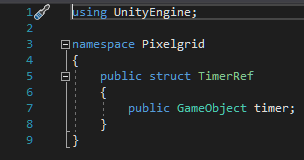 1 using UnityEngine;
2
3 namespace Pixelgrid
4 {
5 public struct TimerRef
6 {
7 public GameObject timer;
8 }
9 }